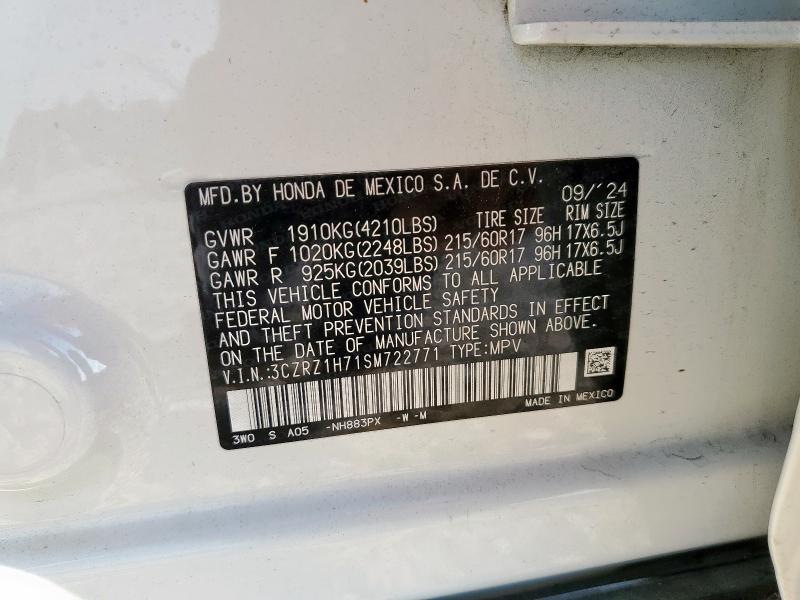 MFD.BY HONDA DE MEXICO S.A. DE C.V. 09/´24
TIRE SIZE RIM SIZE
GVWR 1910KG(4210LBS)
GAWR F 1020KG(2248LBS) 215/60R17 96H 17X6.5J
GAWR R 925KG(2039LBS) 215/60R17 96H 17X6.5J
THIS VEHICLE CONFORMS TO ALL APPLICABLE
FEDERAL MOTOR VEHICLE SAFETY
AND THEFT PREVENTION STANDARDS IN EFFECT
ON THE DATE OF MANUFACTURE SHOWN ABOVE.
V.I.N.:3CZRZ1H71SM722771 TYPE:MPV
MADE IN MEXICO
3W0 S A05 -NH883PX -W -M